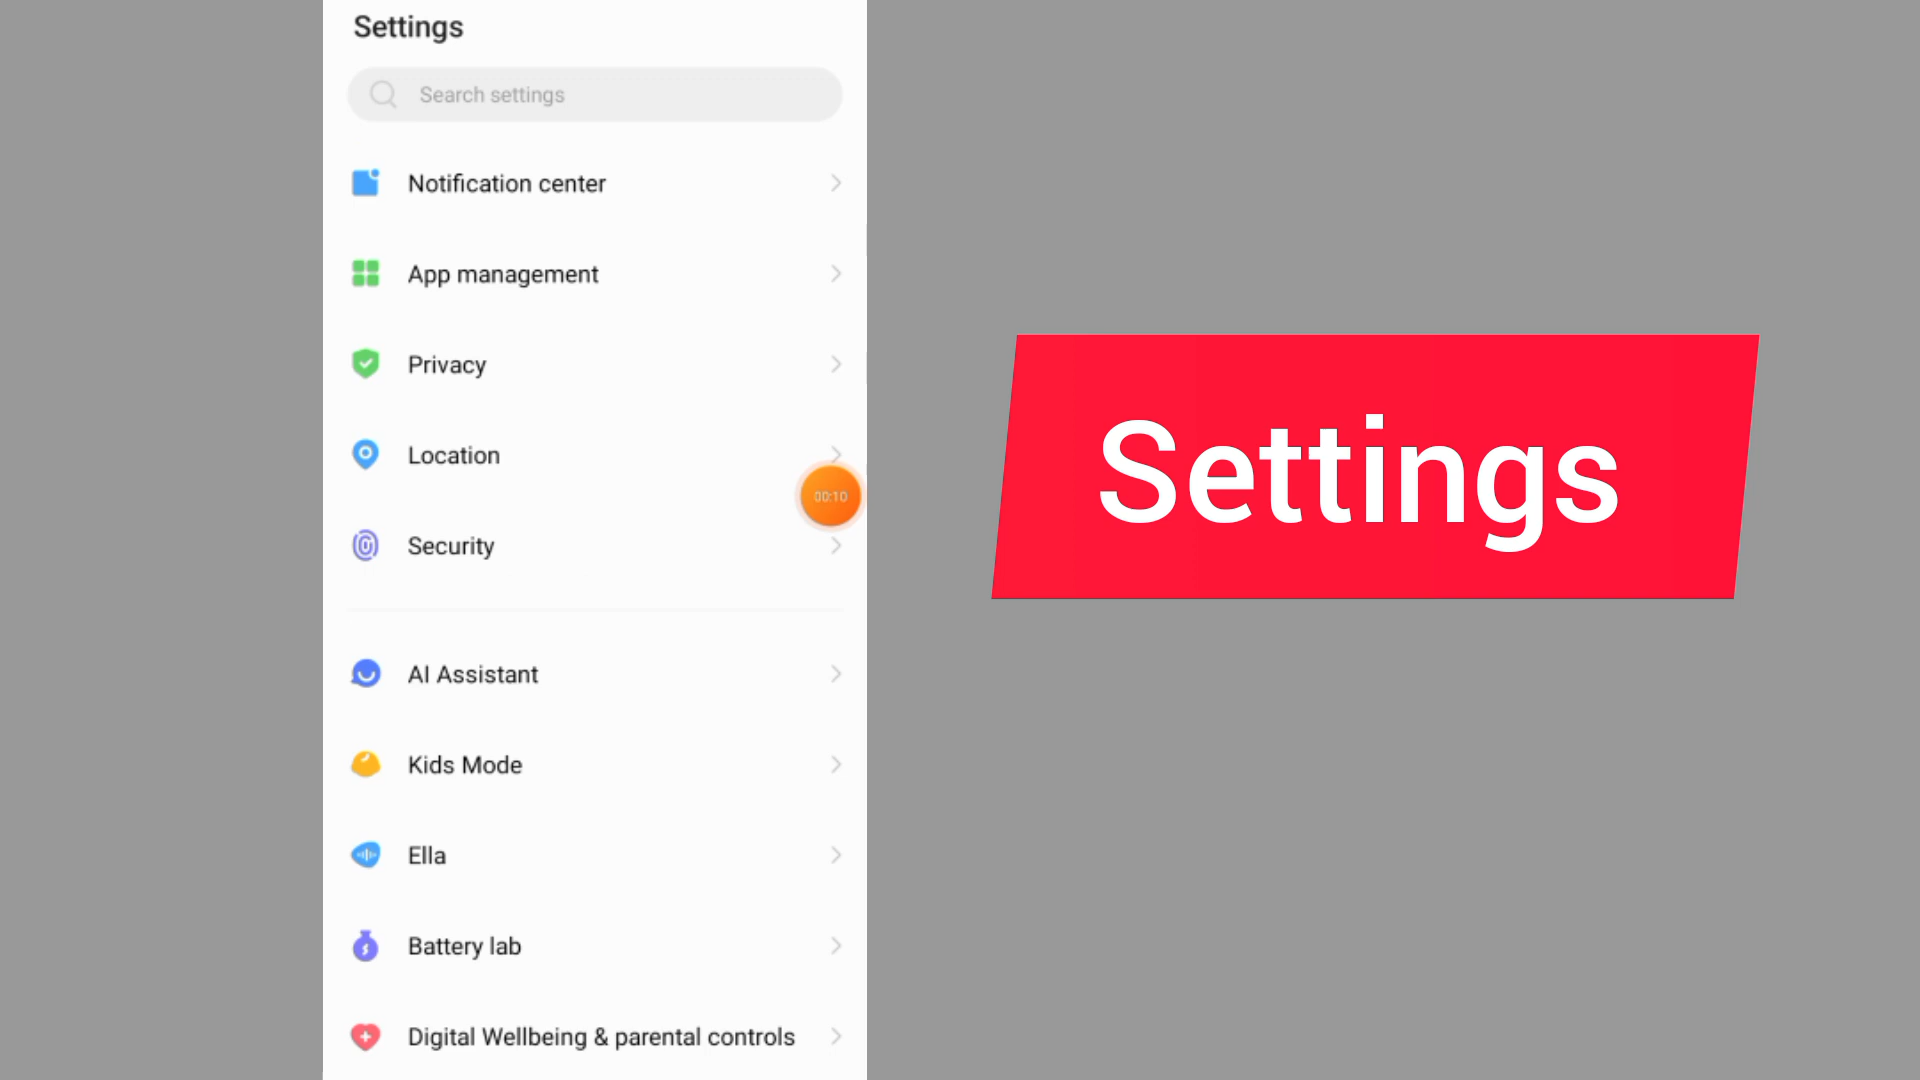 Settings
Search settings
Notification center
App management
Privacy
Location
00:10
Security
AI Assistant
Kids Mode
Ella
Battery lab
Digital Wellbeing & parental controls
Settings